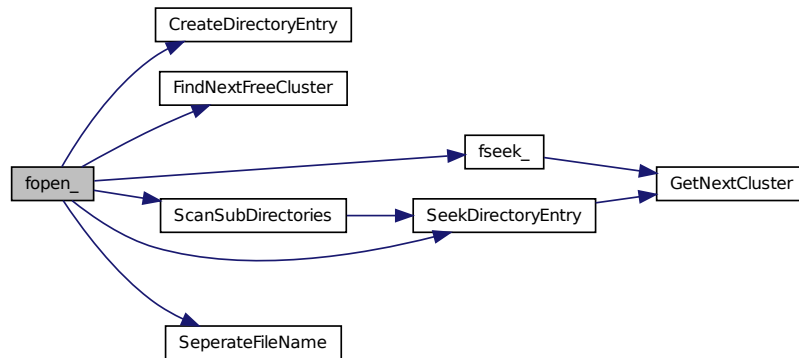 CreateDirectoryEntry
FindNextFreeCluster
fseek_
fopen_
GetNextCluster
ScanSubDirectories
SeekDirectoryEntry
SeperateFileName